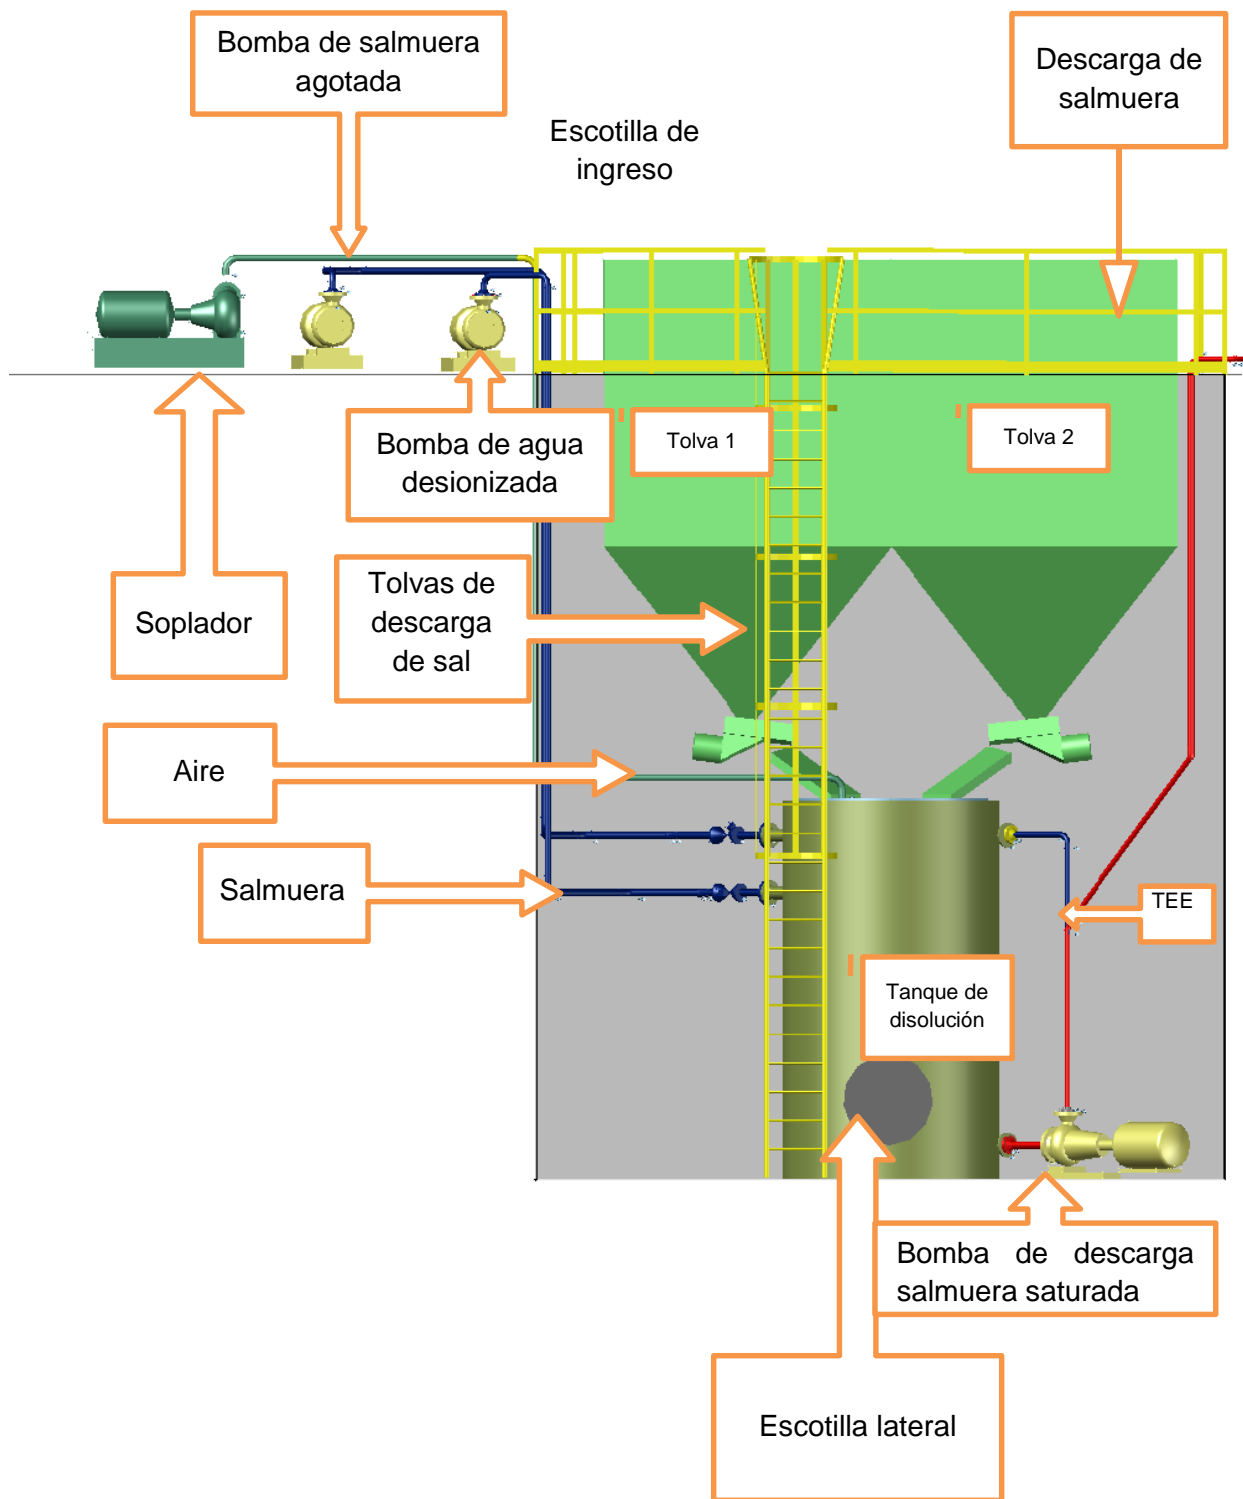 Bomba de salmuera
agotada
Descarga de
salmuera
Escotilla de
ingreso
Tolva 1
Tolva 2
Bomba de agua
desionizada
Tolvas de
descarga
de sal
Soplador
Aire
Salmuera
TEE
Tanque de
disolución
Bomba de descarga
salmuera saturada
Escotilla lateral